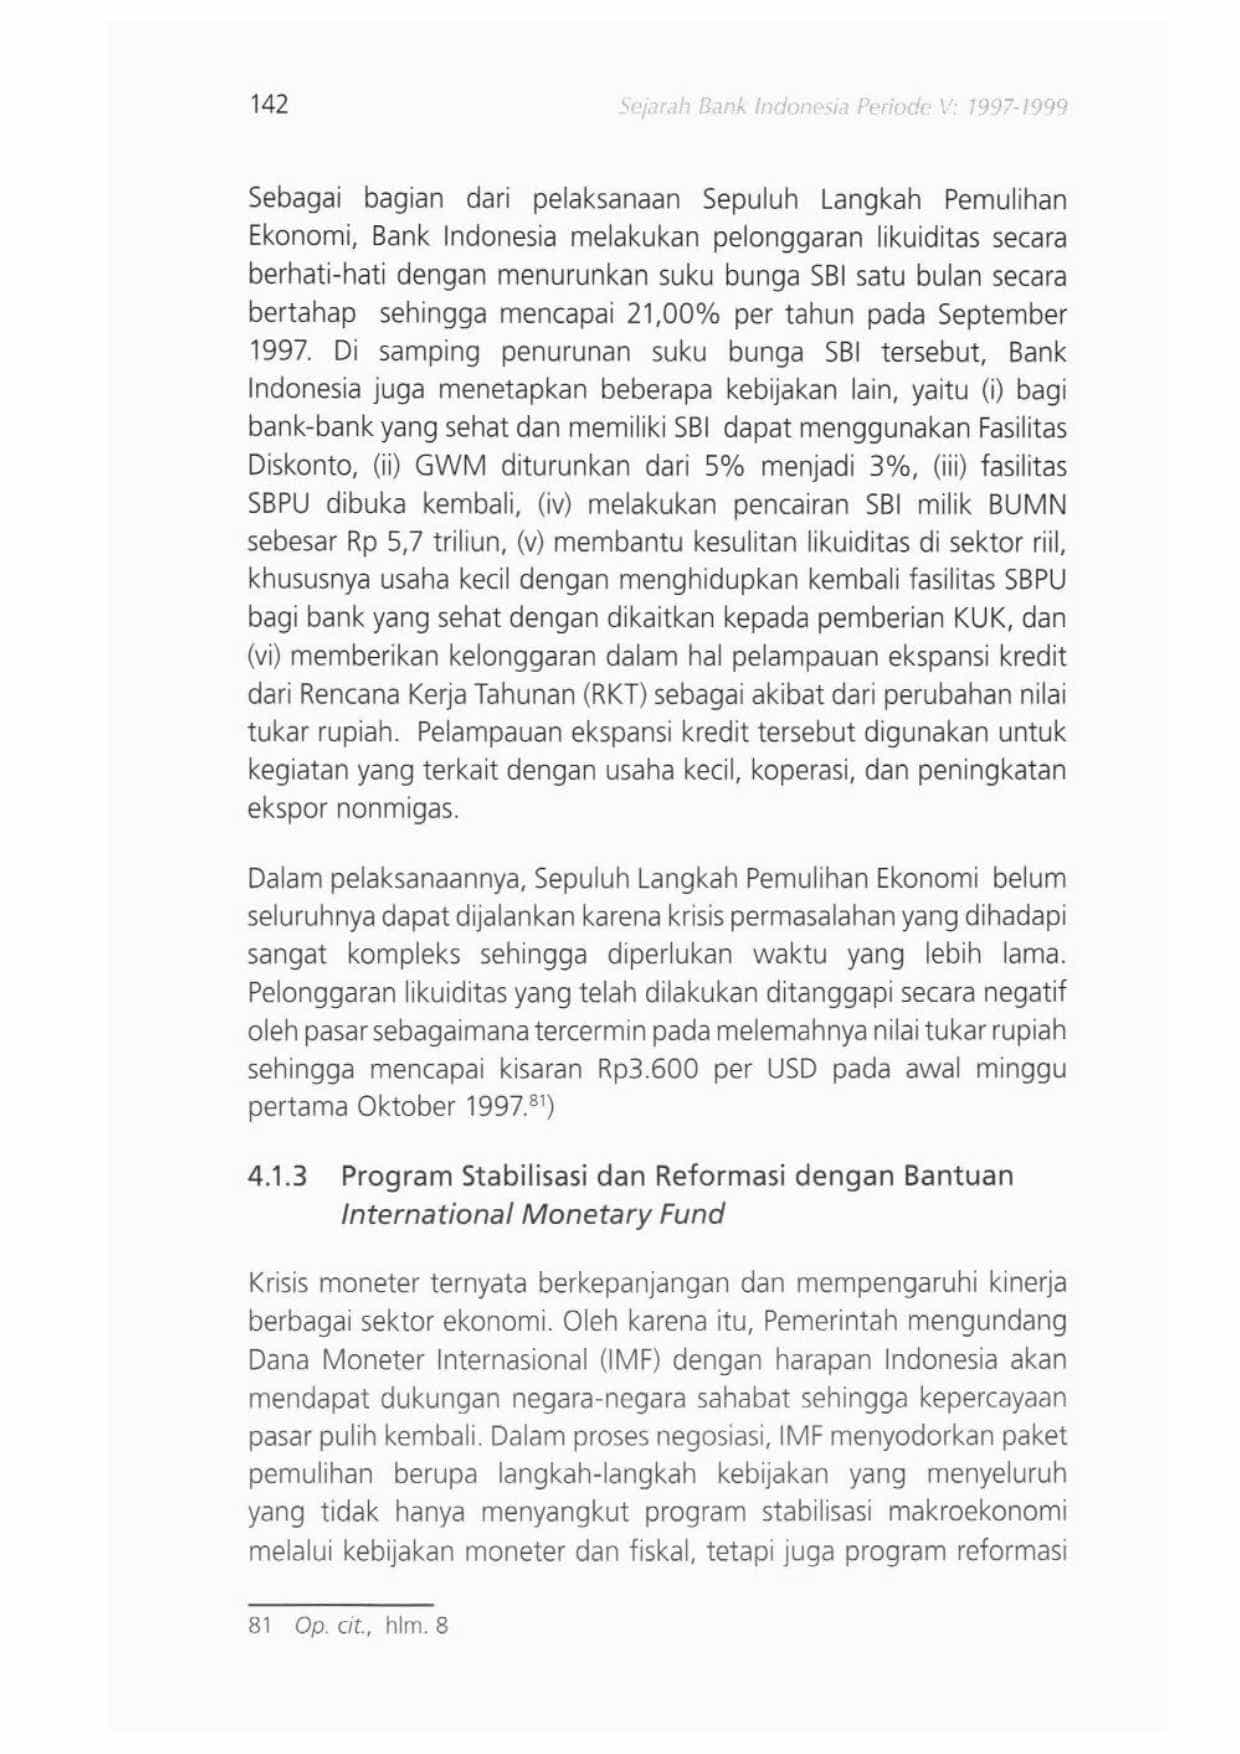 142
Sejarah Bank Indonesia Periode V: 1997-1999
Sebagai bagian dari pelaksanaan Sepuluh Langkah Pemulihan
Ekonomi, Bank Indonesia melakukan pelonggaran likuiditas secara
berhati-hati dengan menurunkan suku bunga SBI satu bulan secara
bertahap sehingga mencapai 21,00% per tahun pada September
1997. Di samping penurunan suku bunga SBI tersebut, Bank
Indonesia juga menetapkan beberapa kebijakan lain, yaitu (i) bagi
bank-bank yang sehat dan memiliki SBI dapat menggunakan Fasilitas
Diskonto, (ii) GWM diturunkan dari 5% menjadi 3%, (iii) fasilitas
SBPU dibuka kembali, (iv) melakukan pencairan SBI milik BUMN
sebesar Rp 5,7 triliun, (v) membantu kesulitan likuiditas di sektor riil,
khususnya usaha kecil dengan menghidupkan kembali fasilitas SBPU
bagi bank yang sehat dengan dikaitkan kepada pemberian KUK, dan
(vi) memberikan kelonggaran dalam hal pelampauan ekspansi kredit
dari Rencana Kerja Tahunan (RKT) sebagai akibat dari perubahan nilai
tukar rupiah. Pelampauan ekspansi kredit tersebut digunakan untuk
kegiatan yang terkait dengan usaha kecil, koperasi, dan peningkatan
ekspor nonmigas.
Dalam pelaksanaannya, Sepuluh Langkah Pemulihan Ekonomi belum
seluruhnya dapat dijalankan karena krisis permasalahan yang dihadapi
sangat kompleks sehingga diperlukan waktu yang lebih lama.
Pelonggaran likuiditas yang telah dilakukan ditanggapi secara negatif
oleh pasar sebagaimana tercermin pada melemahnya nilai tukar rupiah
sehingga mencapai kisaran Rp3.600 per USD pada awal minggu
pertama Oktober 1997.⁸¹)
4.1.3 Program Stabilisasi dan Reformasi dengan Bantuan
International Monetary Fund
Krisis moneter ternyata berkepanjangan dan mempengaruhi kinerja
berbagai sektor ekonomi. Oleh karena itu, Pemerintah mengundang
Dana Moneter Internasional (IMF) dengan harapan Indonesia akan
mendapat dukungan negara-negara sahabat sehingga kepercayaan
pasar pulih kembali. Dalam proses negosiasi, IMF menyodorkan paket
pemulihan berupa langkah-langkah kebijakan yang menyeluruh
yang tidak hanya menyangkut program stabilisasi makroekonomi
melalui kebijakan moneter dan fiskal, tetapi juga program reformasi
81 Op. cit., hlm. 8